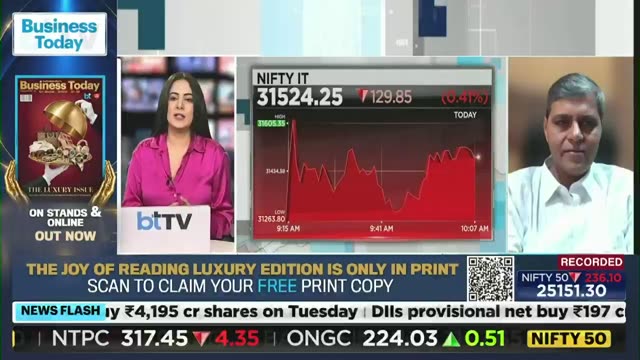 Business
Today
Business Today
THE LUXURY ISSUE
ON STANDS &
ONLINE
OUT NOW
btTV
NIFTY IT
31524.25 ▼129.85 (0.41%)
TODAY
HIGH
31605.35
31434.58
LOW
31263.80
9:15 AM 9:41 AM 10:07 AM
THE JOY OF READING LUXURY EDITION IS ONLY IN PRINT
SCAN TO CLAIM YOUR FREE PRINT COPY
RECORDED
NIFTY 50 ▼ 236.10
25151.30
NEWS FLASH uy ₹4,195 cr shares on Tuesday | DIIs provisional net buy ₹197 c
NTPC 317.45 ▼ 4.35 ONGC 224.03 ▲ 0.51 NIFTY 50